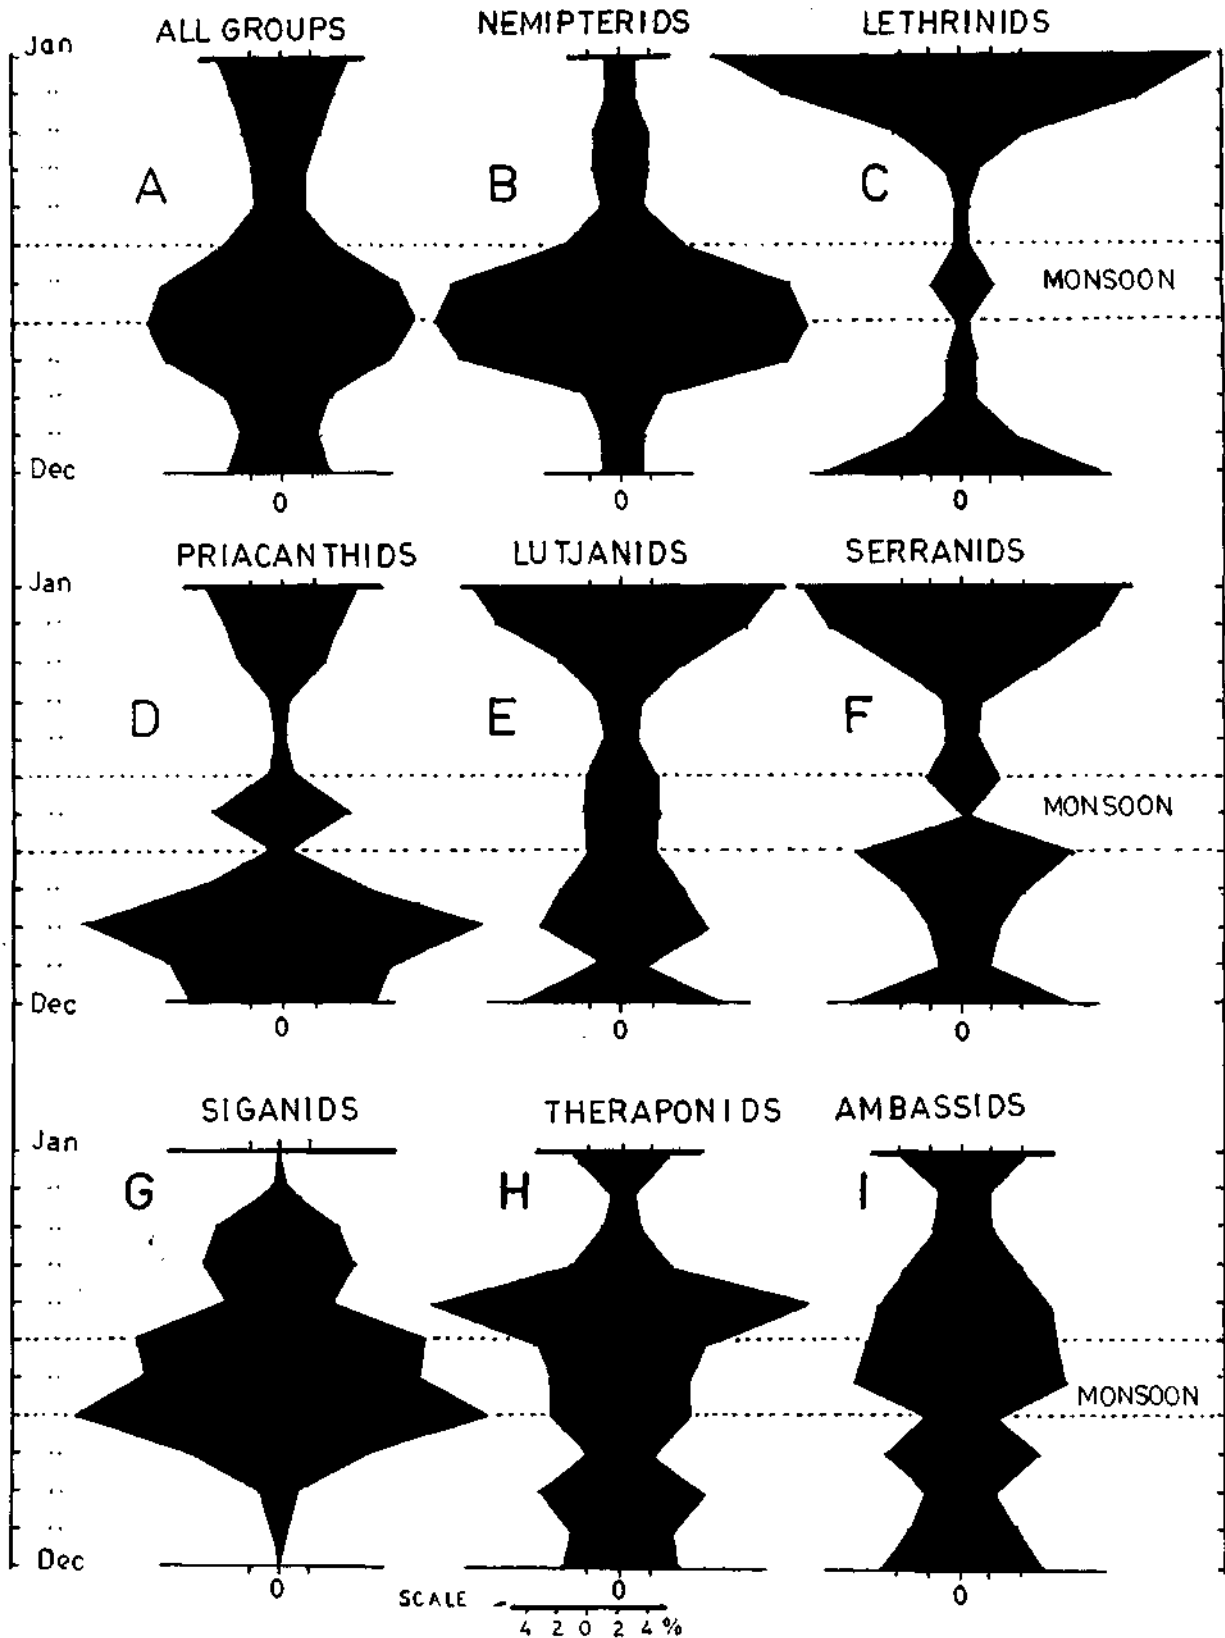 ALL GROUPS NEMIPTERIDS LETHRINIDS
Jan
A B C
MONSOON
Dec
0 0 0
PRIACANTHIDS LUTJANIDS SERRANIDS
Jan
D E F
MONSOON
Dec
0 0 0
SIGANIDS THERAPONIDS AMBASSIDS
Jan
G H I
MONSOON
Dec
0 0 0
SCALE
4 2 0 2 4 %